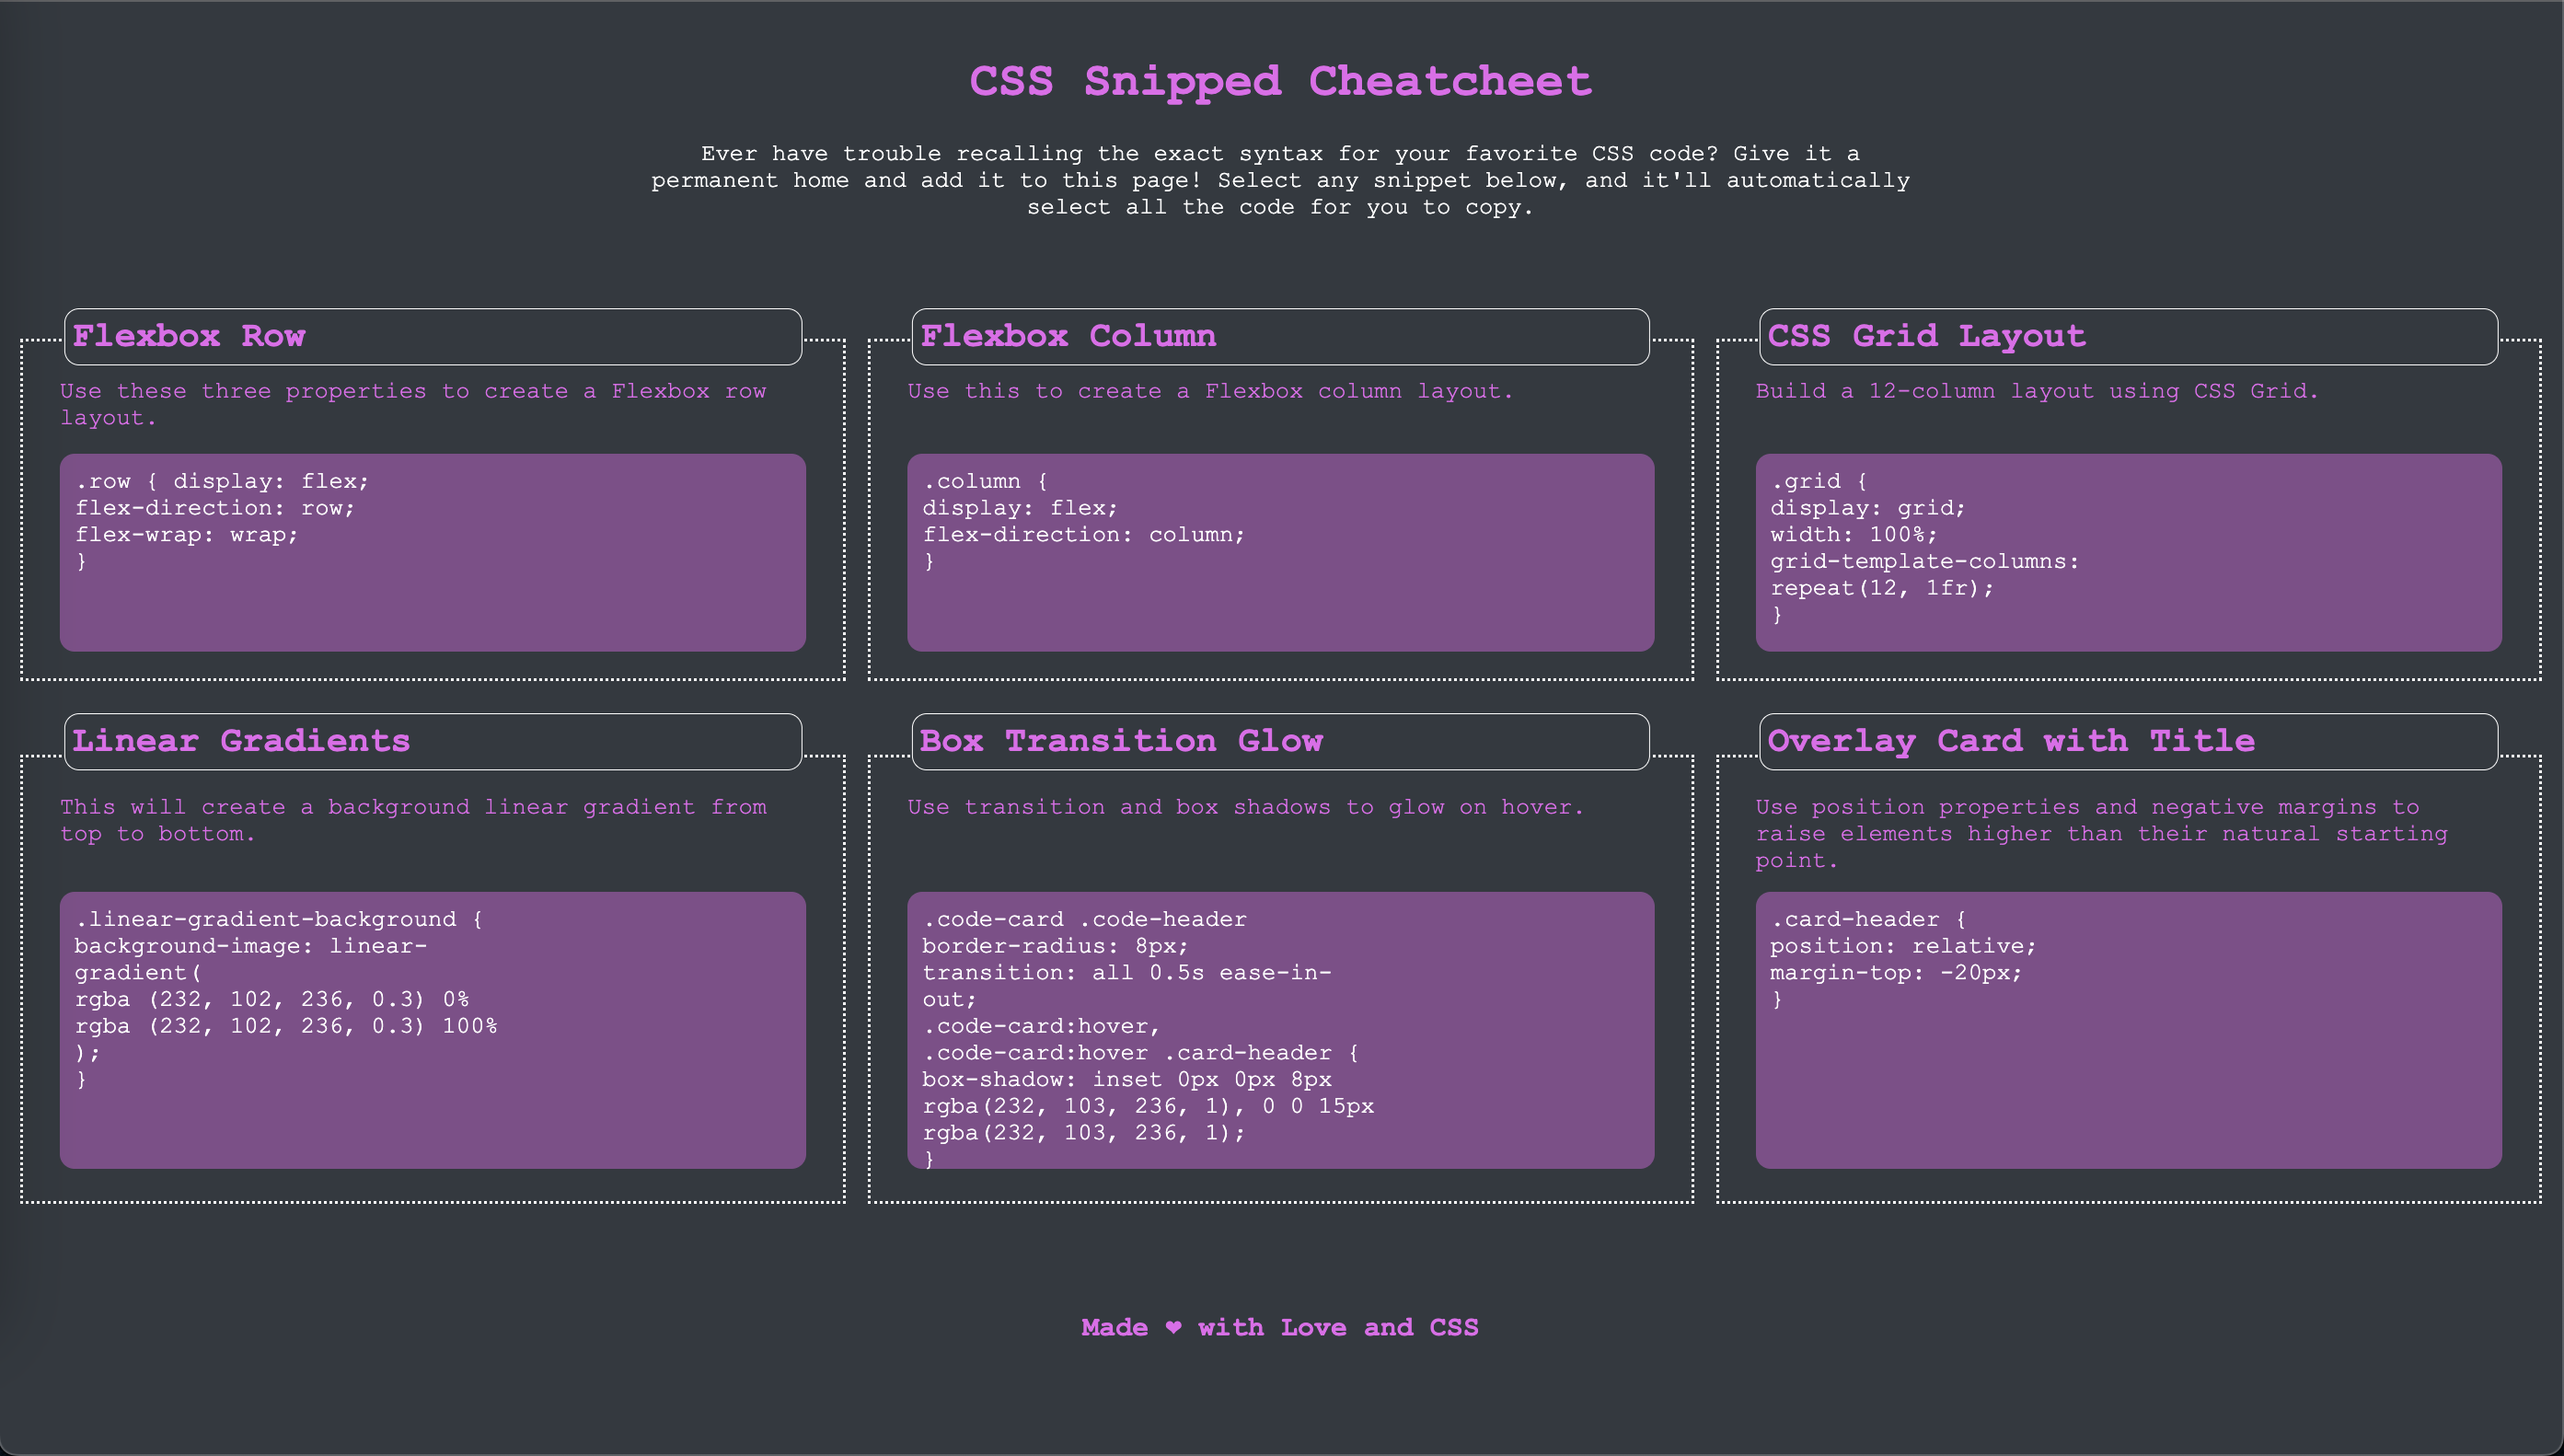 CSS Snipped Cheatcheet
Ever have trouble recalling the exact syntax for your favorite CSS code? Give it a
permanent home and add it to this page! Select any snippet below, and it'll automatically
select all the code for you to copy.
Flexbox Row
Use these three properties to create a Flexbox row
layout.
.row { display: flex;
flex-direction: row;
flex-wrap: wrap;
}
Flexbox Column
Use this to create a Flexbox column layout.
.column {
display: flex;
flex-direction: column;
}
CSS Grid Layout
Build a 12-column layout using CSS Grid.
.grid {
display: grid;
width: 100%;
grid-template-columns:
repeat(12, 1fr);
}
Linear Gradients
This will create a background linear gradient from
top to bottom.
.linear-gradient-background {
background-image: linear-
gradient(
rgba (232, 102, 236, 0.3) 0%
rgba (232, 102, 236, 0.3) 100%
);
}
Box Transition Glow
Use transition and box shadows to glow on hover.
.code-card .code-header
border-radius: 8px;
transition: all 0.5s ease-in-
out;
.code-card:hover,
.code-card:hover .card-header {
box-shadow: inset 0px 0px 8px
rgba(232, 103, 236, 1), 0 0 15px
rgba(232, 103, 236, 1);
}
Overlay Card with Title
Use position properties and negative margins to
raise elements higher than their natural starting
point.
.card-header {
position: relative;
margin-top: -20px;
}
Made ❤ with Love and CSS